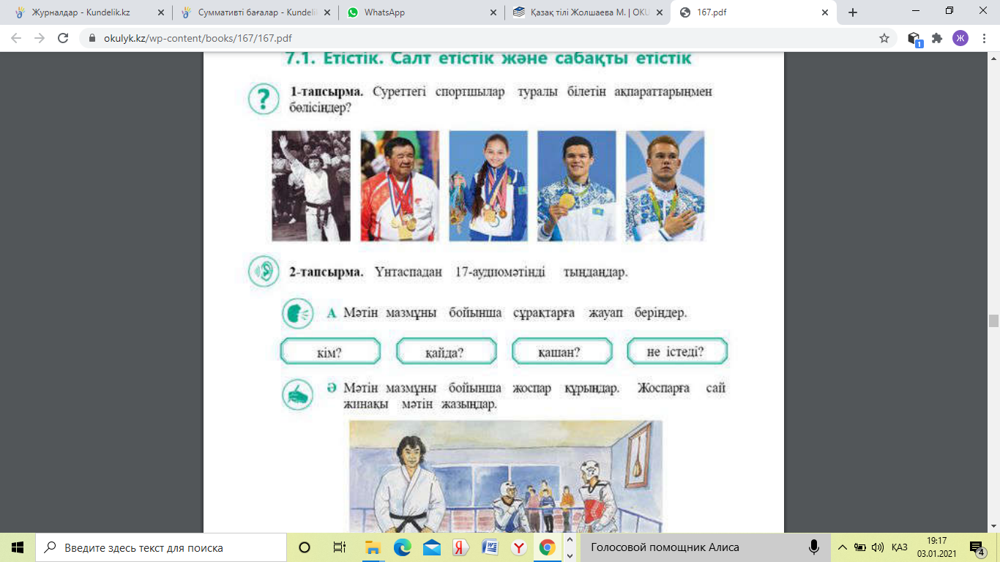 Журналдар - Kundelik.kz
Суммативті бағалар - Kundeli
WhatsApp
Қазақ тілі Жолшаева М. | OKU
167.pdf
okulyk.kz/wp-content/books/167/167.pdf
Ж
1
7.1. Етістік. Салт етістік және сабақты етістік
?
1-тапсырма. Суреттегі спортшылар туралы білетін ақпараттарыңмен
бөлісіңдер?
2-тапсырма. Үнтаспадан 17-аудиомәтінді тыңдаңдар.
А Мәтін мазмұны бойынша сұрақтарға жауап беріңдер.
кім?
қайда?
қашан?
не істеді?
Ә Мәтін мазмұны бойынша жоспар құрыңдар. Жоспарға сай
жинақы мәтін жазыңдар.
Введите здесь текст для поиска
Голосовой помощник Алиса
ҚАЗ
19:17
03.01.2021
4